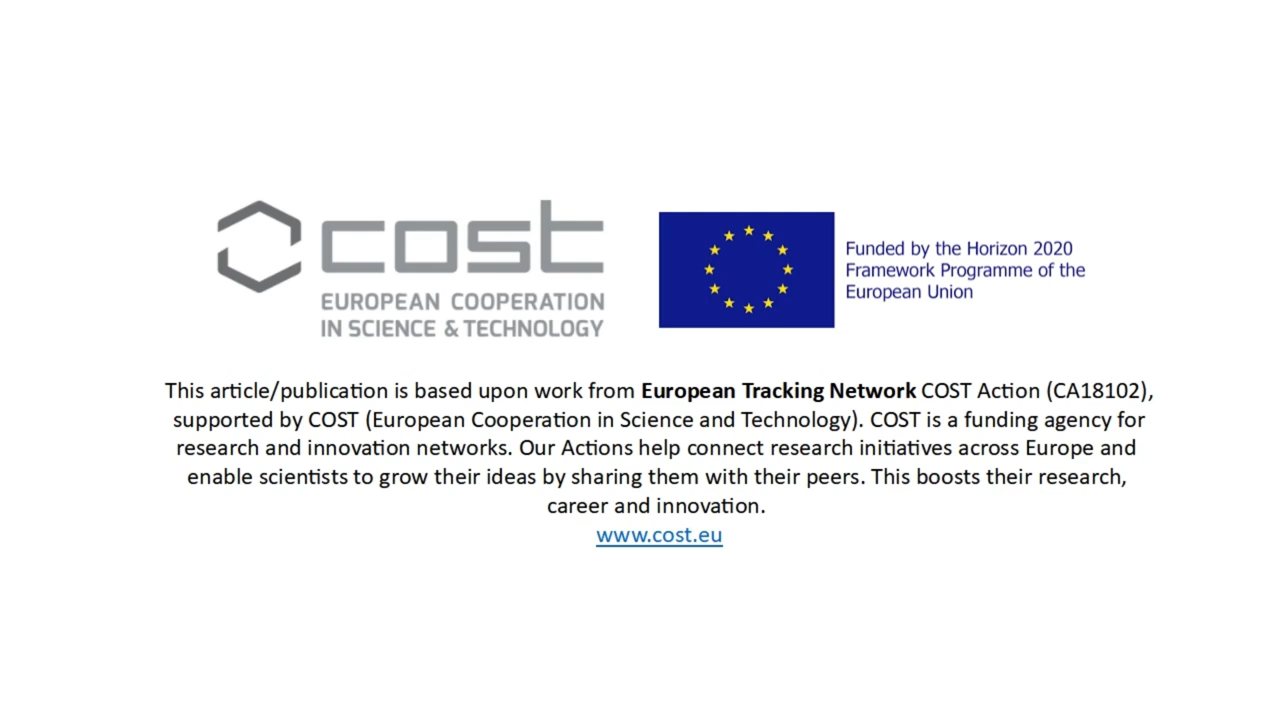 cost
EUROPEAN COOPERATION
IN SCIENCE & TECHNOLOGY
Funded by the Horizon 2020
Framework Programme of the
European Union
This article/publication is based upon work from European Tracking Network COST Action (CA18102),
supported by COST (European Cooperation in Science and Technology). COST is a funding agency for
research and innovation networks. Our Actions help connect research initiatives across Europe and
enable scientists to grow their ideas by sharing them with their peers. This boosts their research,
career and innovation.
www.cost.eu